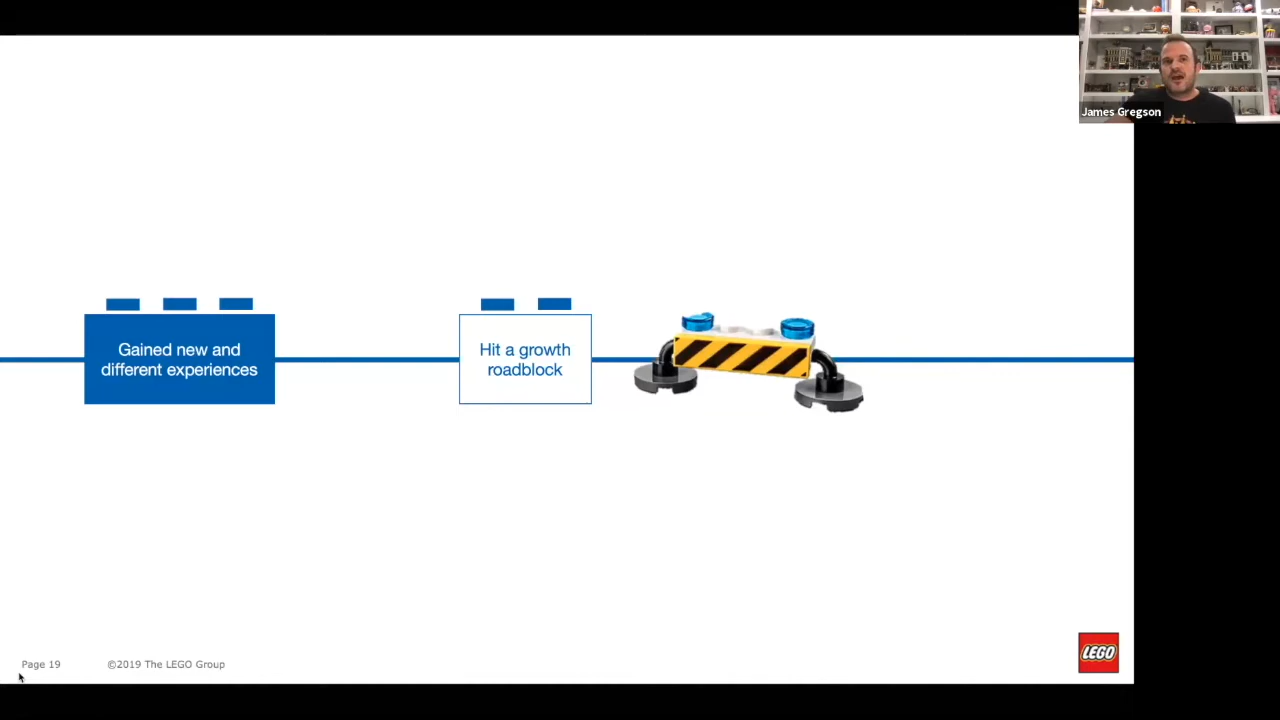 James Gregson
Gained new and
different experiences
Hit a growth
roadblock
Page 19
©2019 The LEGO Group
LEGO